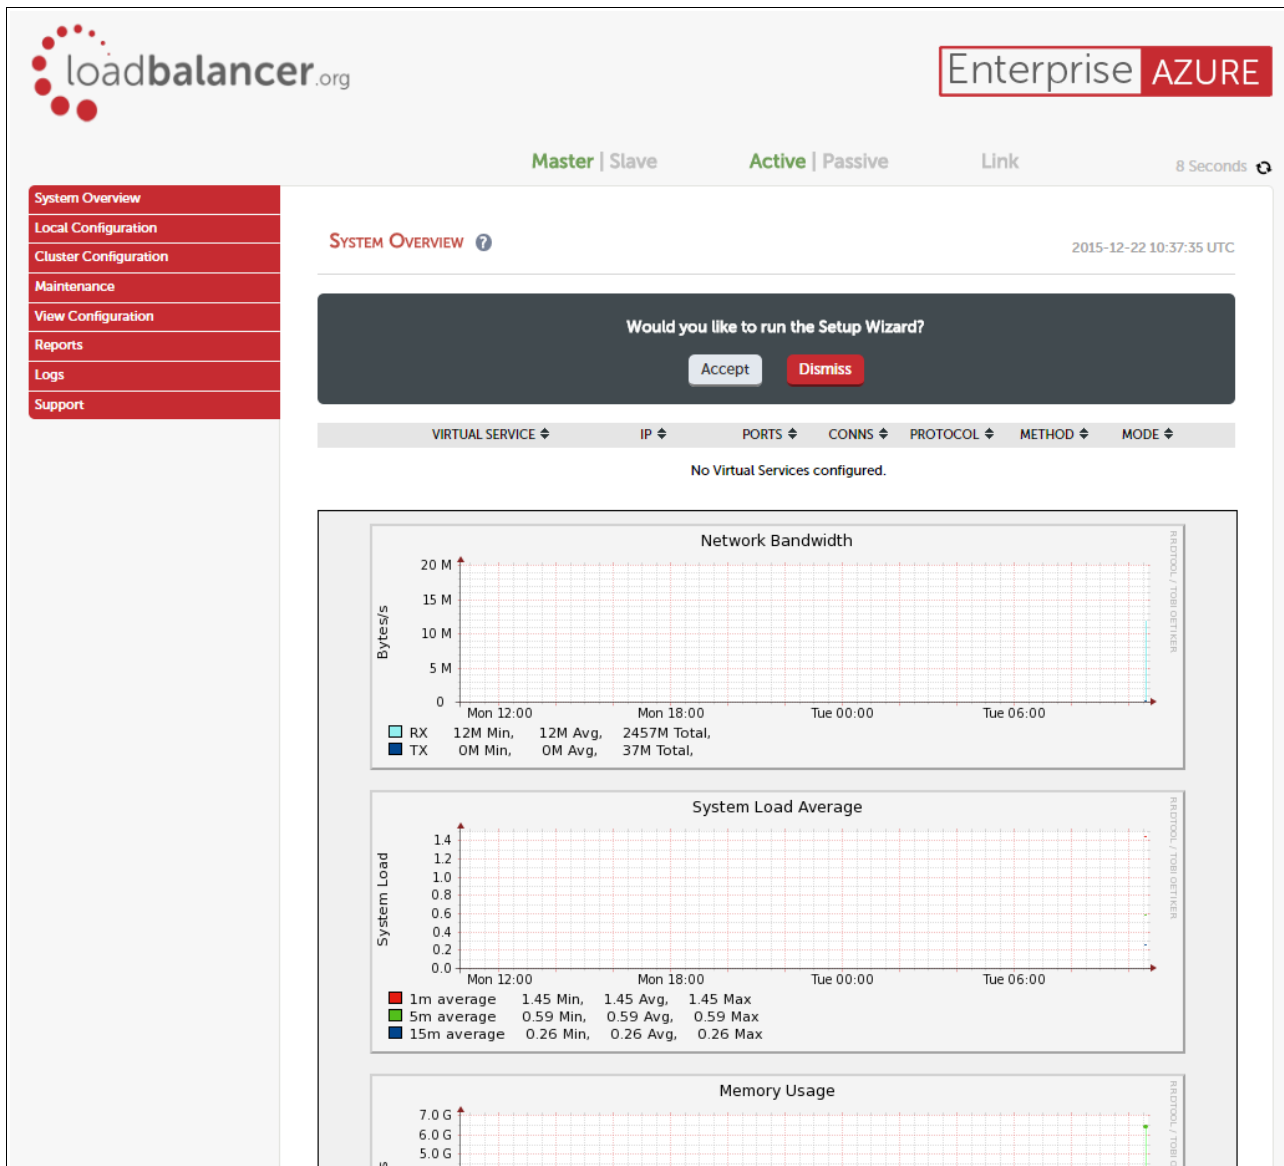 loadbalancer.org
Enterprise AZURE
Master | Slave Active | Passive Link 8 Seconds
System Overview
Local Configuration
Cluster Configuration
Maintenance
View Configuration
Reports
Logs
Support
SYSTEM OVERVIEW ?
2015-12-22 10:37:35 UTC
Would you like to run the Setup Wizard?
Accept Dismiss
VIRTUAL SERVICE IP PORTS CONNS PROTOCOL METHOD MODE
No Virtual Services configured.
Network Bandwidth
RRDTOOL / TOBI OETIKER
Bytes/s
20 M
15 M
10 M
5 M
0
Mon 12:00 Mon 18:00 Tue 00:00 Tue 06:00
RX 12M Min, 12M Avg, 2457M Total,
TX 0M Min, 0M Avg, 37M Total,
System Load Average
RRDTOOL / TOBI OETIKER
System Load
1.4
1.2
1.0
0.8
0.6
0.4
0.2
0.0
Mon 12:00 Mon 18:00 Tue 00:00 Tue 06:00
1m average 1.45 Min, 1.45 Avg, 1.45 Max
5m average 0.59 Min, 0.59 Avg, 0.59 Max
15m average 0.26 Min, 0.26 Avg, 0.26 Max
Memory Usage
RRDTOOL / TOBI
7.0 G
6.0 G
5.0 G